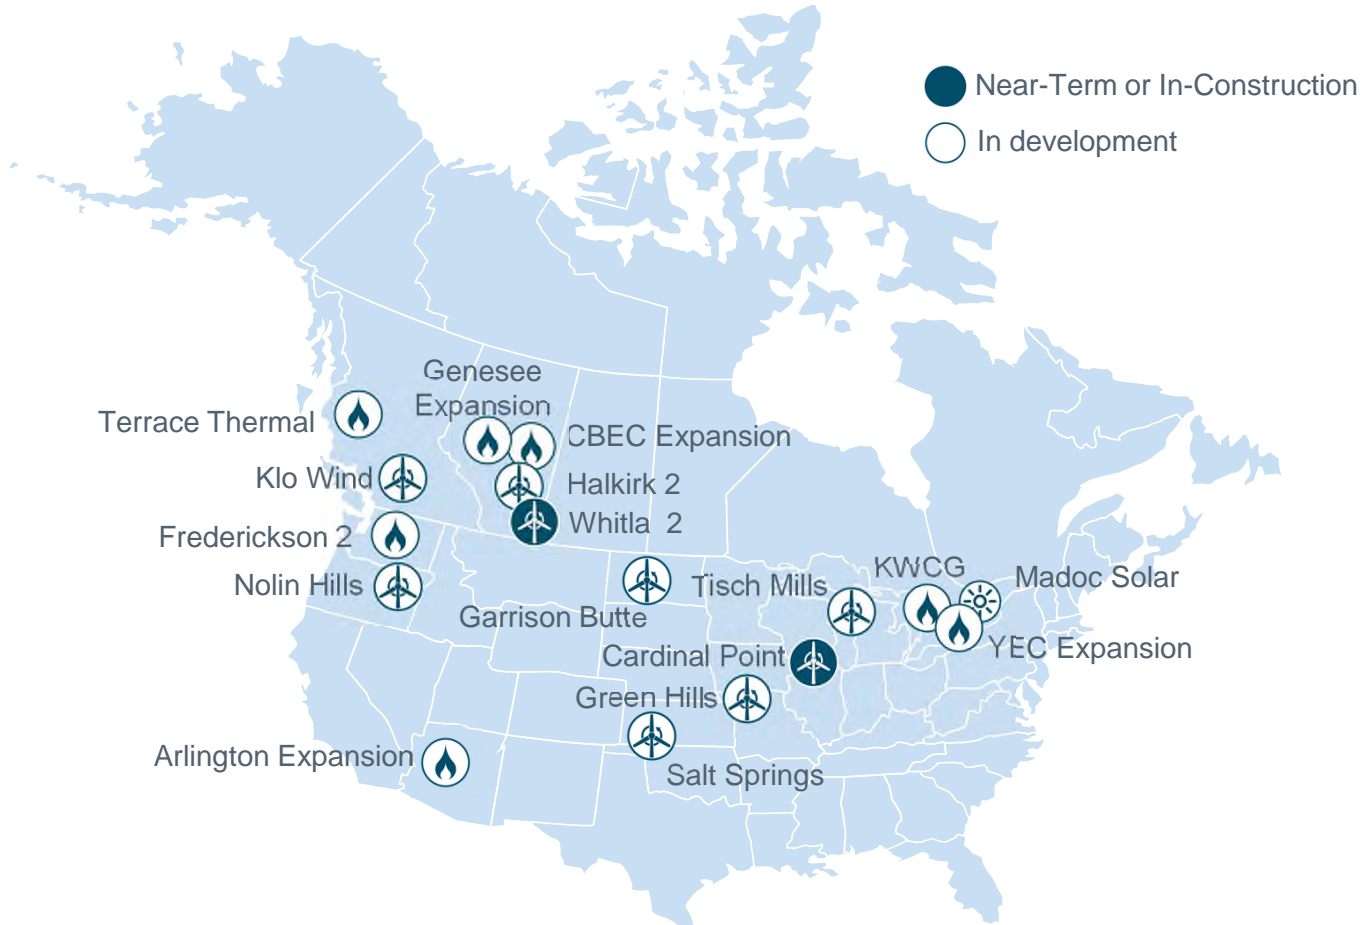 Near-Term or In-Construction
In development
Genesee
Expansion
Terrace Thermal
CBEC Expansion
Klo Wind
Halkirk 2
Whitla 2
Frederickson 2
Nolin Hills
Garrison Butte
Tisch Mills
KWCG
Madoc Solar
YEC Expansion
Cardinal Point
Green Hills
Arlington Expansion
Salt Springs